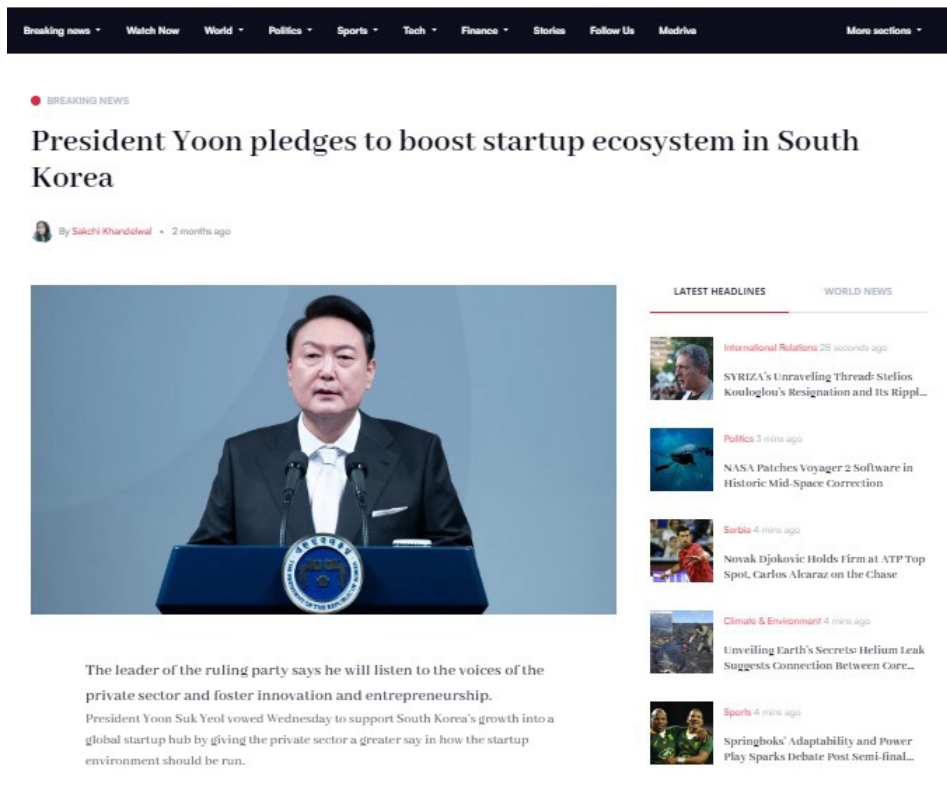 Breaking news
Watch Now
World
Politics
Sports
Tech
Finance
Stories
Follow Us
Medriva
More sections
BREAKING NEWS
President Yoon pledges to boost startup ecosystem in South
Korea
By Sakchi Khandelwal • 2 months ago
LATEST HEADLINES
WORLD NEWS
International Relations 28 seconds ago
SYRIZA's Unraveling Thread: Stelios
Kouloglou's Resignation and Its Rippl...
Politics 3 mins ago
NASA Patches Voyager 2 Software in
Historic Mid-Space Correction
Serbia 4 mins ago
Novak Djokovic Holds Firm at ATP Top
Spot, Carlos Alcaraz on the Chase
Climate & Environment 4 mins ago
Unveiling Earth's Secrets: Helium Leak
Suggests Connection Between Core...
Sports 4 mins ago
Springboks' Adaptability and Power
Play Sparks Debate Post Semi-final...
The leader of the ruling party says he will listen to the voices of the
private sector and foster innovation and entrepreneurship.
President Yoon Suk Yeol vowed Wednesday to support South Korea's growth into a
global startup hub by giving the private sector a greater say in how the startup
environment should be run.